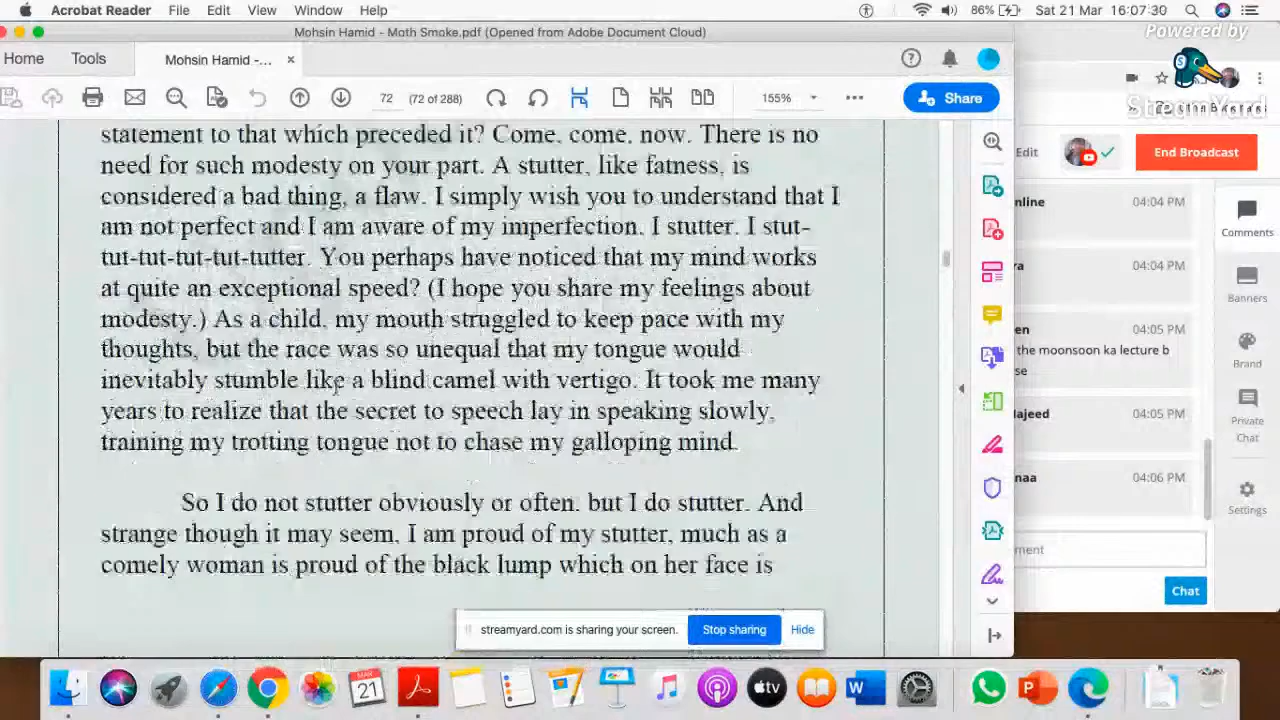 Acrobat Reader File Edit View Window Help
86% Sat 21 Mar 16:07:30
Powered by
Mohsin Hamid - Moth Smoke.pdf (Opened from Adobe Document Cloud)
Home Tools Mohsin Hamid -... ×
StreamYard
72 (72 of 288) 155% Share
Edit End Broadcast
statement to that which preceded it? Come, come, now. There is no
need for such modesty on your part. A stutter, like fatness, is
considered a bad thing, a flaw. I simply wish you to understand that I
am not perfect and I am aware of my imperfection. I stutter. I stut-
tut-tut-tut-tut-tutter. You perhaps have noticed that my mind works
at quite an exceptional speed? (I hope you share my feelings about
modesty.) As a child, my mouth struggled to keep pace with my
thoughts, but the race was so unequal that my tongue would
inevitably stumble like a blind camel with vertigo. It took me many
years to realize that the secret to speech lay in speaking slowly,
training my trotting tongue not to chase my galloping mind.
So I do not stutter obviously or often, but I do stutter. And
strange though it may seem, I am proud of my stutter, much as a
comely woman is proud of the black lump which on her face is
nline 04:04 PM
ra 04:04 PM
en 04:05 PM
the moonsoon ka lecture b
se
lajeed 04:05 PM
naa 04:06 PM
ment
Chat
Comments
Banners
Brand
Private
Chat
Settings
streamyard.com is sharing your screen. Stop sharing Hide
MAR
21
tv
W
P